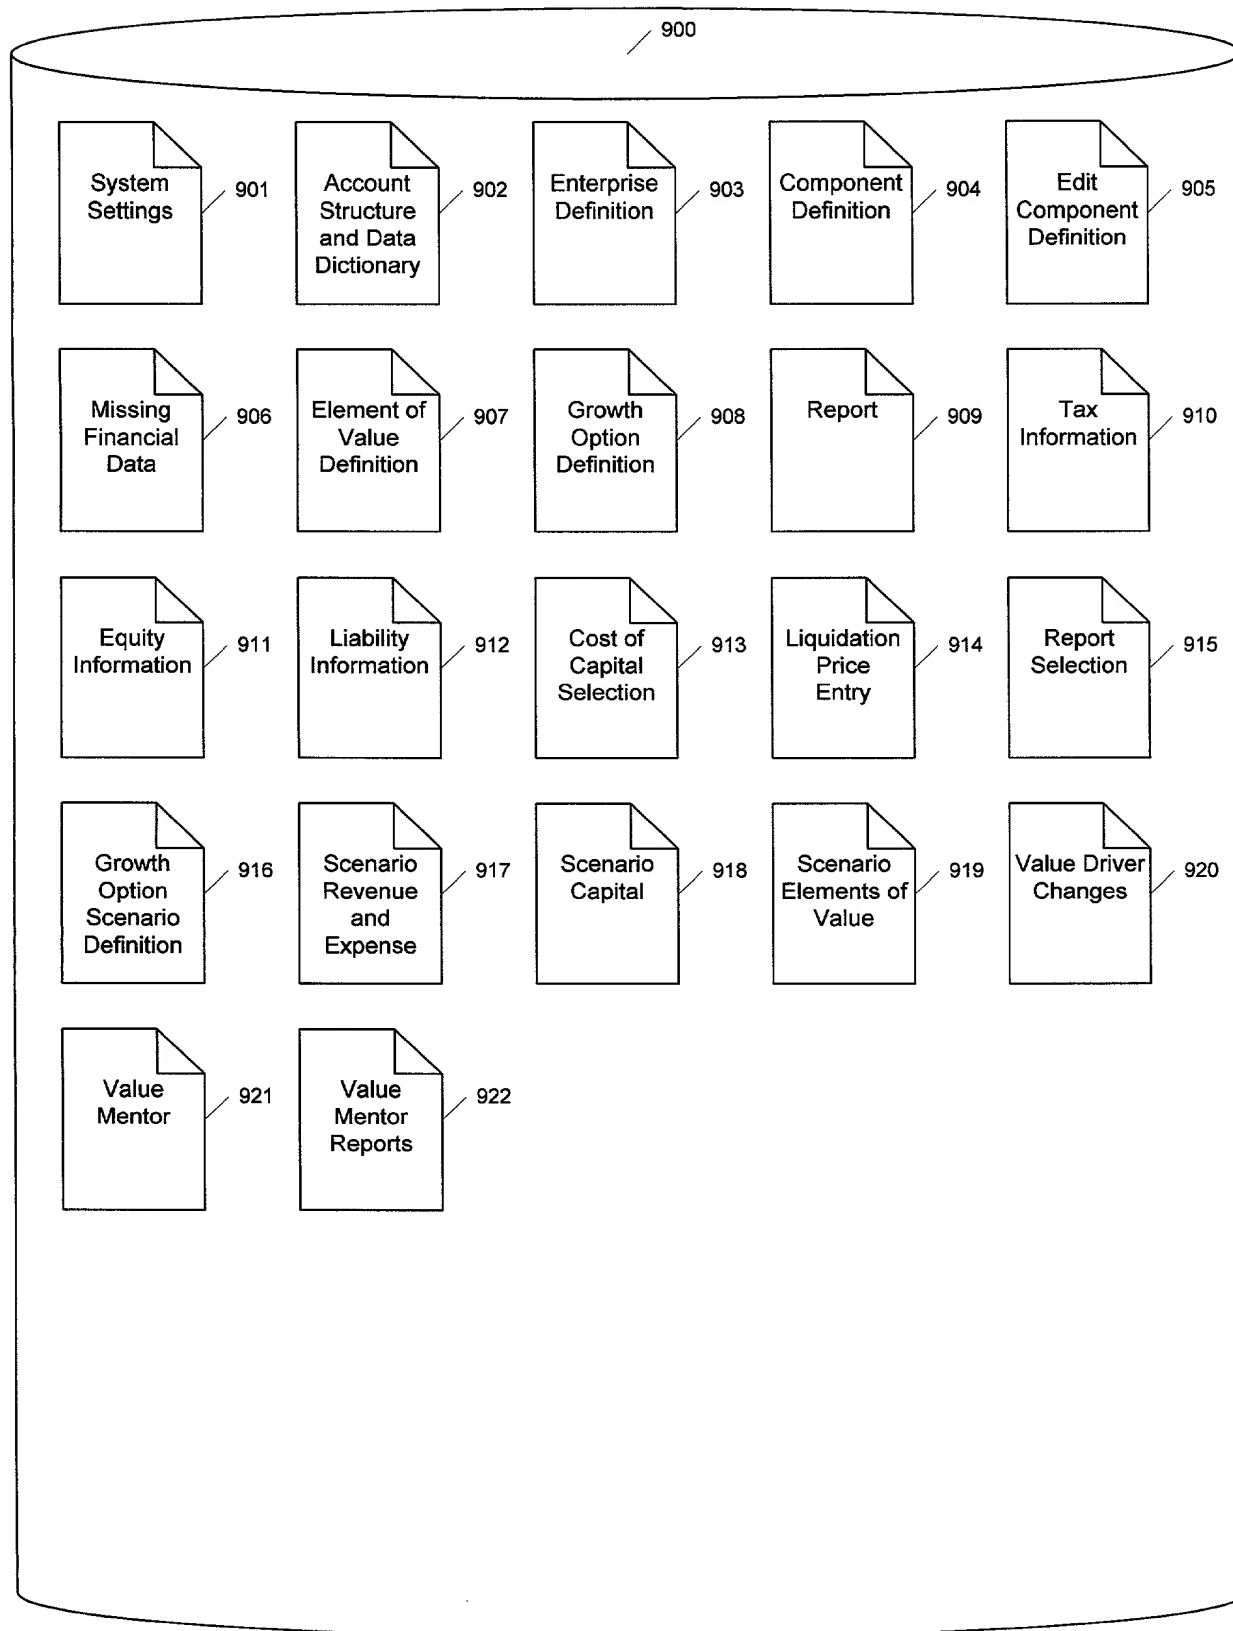 900
System
Settings
901
Account
Structure
and Data
Dictionary
902
Enterprise
Definition
903
Component
Definition
904
Edit
Component
Definition
905
Missing
Financial
Data
906
Element of
Value
Definition
907
Growth
Option
Definition
908
Report
909
Tax
Information
910
Equity
Information
911
Liability
Information
912
Cost of
Capital
Selection
913
Liquidation
Price
Entry
914
Report
Selection
915
Growth
Option
Scenario
Definition
916
Scenario
Revenue
and
Expense
917
Scenario
Capital
918
Scenario
Elements of
Value
919
Value Driver
Changes
920
Value
Mentor
921
Value
Mentor
Reports
922